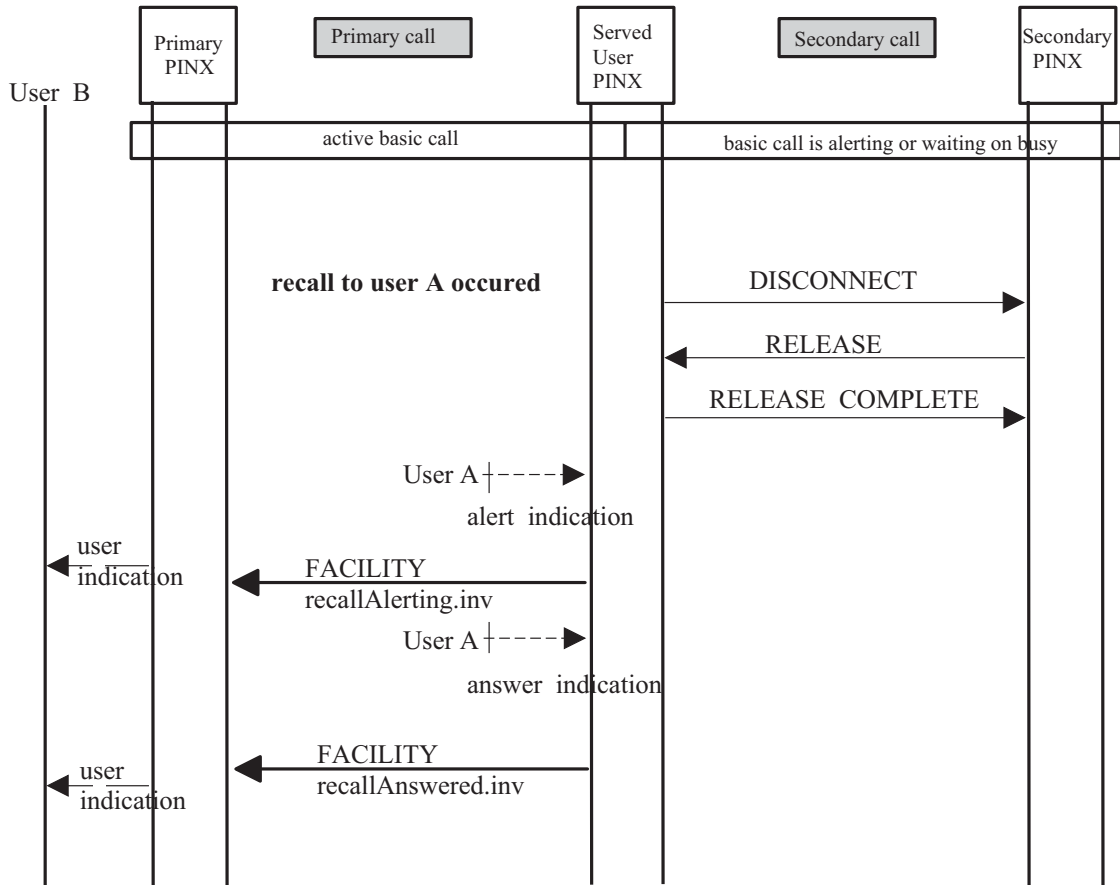 Primary
PINX
Primary call
Served
User
PINX
Secondary call
Secondary
PINX
User B
active basic call
basic call is alerting or waiting on busy
recall to user A occured
DISCONNECT
RELEASE
RELEASE COMPLETE
User A
alert indication
user
indication
FACILITY
recallAlerting.inv
User A
answer indication
FACILITY
recallAnswered.inv
user
indication